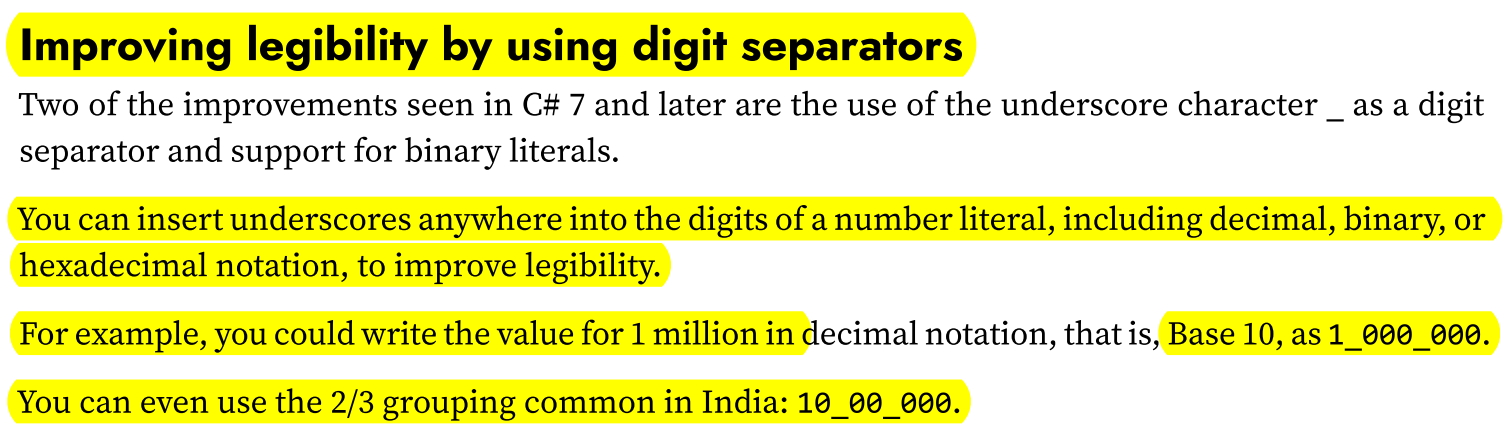 Improving legibility by using digit separators
Two of the improvements seen in C# 7 and later are the use of the underscore character _ as a digit
separator and support for binary literals.
You can insert underscores anywhere into the digits of a number literal, including decimal, binary, or
hexadecimal notation, to improve legibility.
For example, you could write the value for 1 million in decimal notation, that is, Base 10, as 1_000_000.
You can even use the 2/3 grouping common in India: 10_00_000.